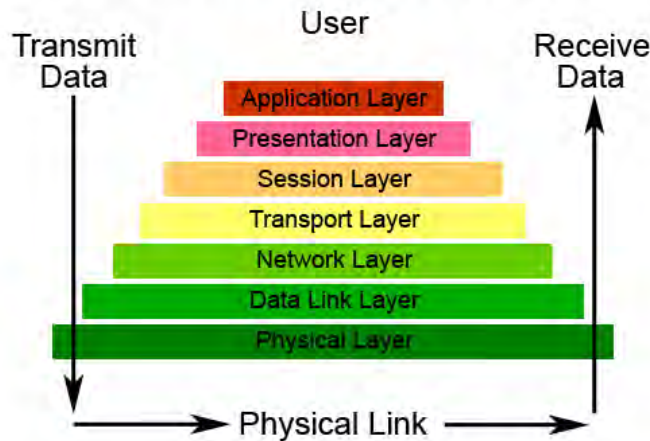 User
Transmit
Data
Receive
Data
Application Layer
Presentation Layer
Session Layer
Transport Layer
Network Layer
Data Link Layer
Physical Layer
Physical Link